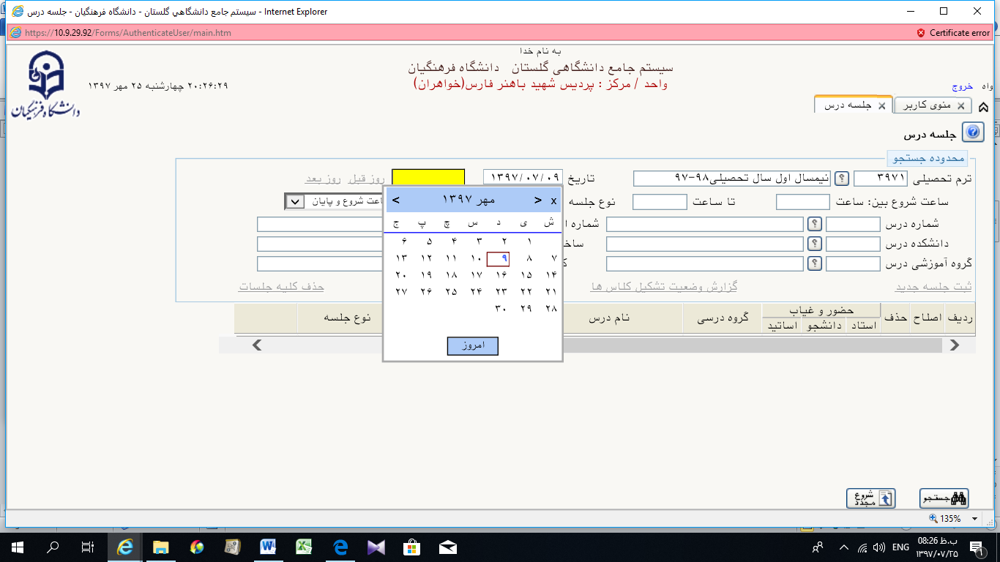 سیستم جامع دانشگاهي گلستان - دانشگاه فرهنگیان - جلسه درس - Internet Explorer
https://10.9.29.92/Forms/AuthenticateUser/main.htm
Certificate error
به نام خدا
سیستم جامع دانشگاهی گلستان دانشگاه فرهنگیان
واحد / مرکز : پردیس شهید باهنر فارس(خواهران)
۲۰:۲۶:۲۹ چهارشنبه ۲۵ مهر ۱۳۹۷
دانشگاه فرهنگیان
واه خروج
منوی کاربر x
جلسه درس x
جلسه درس
محدوده جستجو
ترم تحصیلی ۳۹۷۱ ? نیمسال اول سال تحصیلی۹۸-۹۷
تاریخ ۱۳۹۷/۰۷/۰۹ روز قبل روز بعد
ساعت شروع بین: ساعت تا ساعت نوع جلسه عت شروع و پایان
شماره درس ? شماره ا
دانشکده درس ? ساخ
گروه آموزشی درس ?
ثبت جلسه جدید گزارش وضعیت تشکیل کلاس ها حذف کلیه جلسات
x > مهر ۱۳۹۷ <
ش ی د س چ پ ج
۱ ۲ ۳ ۴ ۵ ۶
۷ ۸ ۹ ۱۰ ۱۱ ۱۲ ۱۳
۱۴ ۱۵ ۱۶ ۱۷ ۱۸ ۱۹ ۲۰
۲۱ ۲۲ ۲۳ ۲۴ ۲۵ ۲۶ ۲۷
۲۸ ۲۹ ۳۰
امروز
ردیف اصلاح حذف حضور و غیاب گروه درسی نام درس نوع جلسه
استاد دانشجو اساتید
جستجو
شروع مجدد
135%
ENG
08:26 ب.ظ
۱۳۹۷/۰۷/۲۵
1